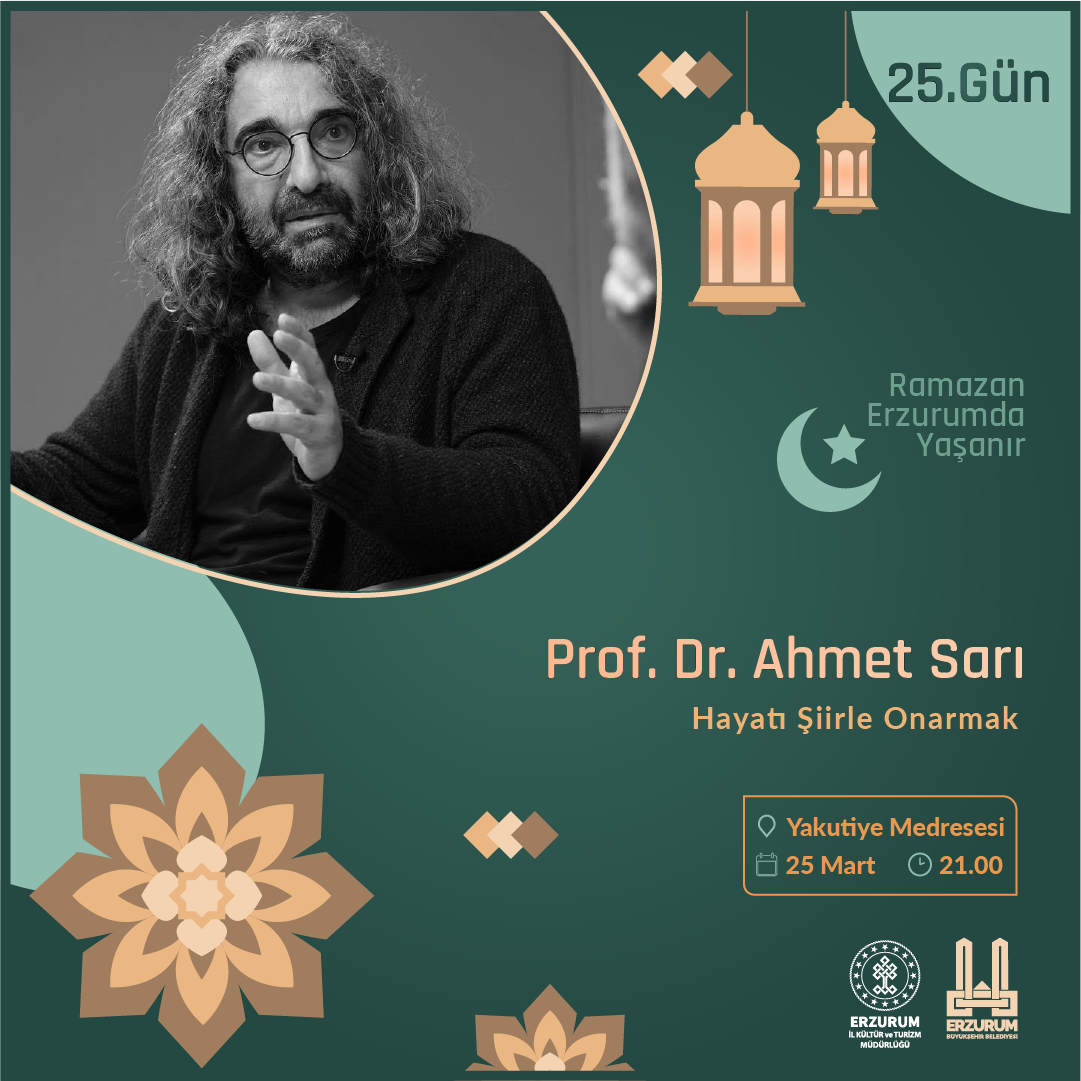 25.Gün
Ramazan
Erzurumda
Yaşanır
Prof. Dr. Ahmet Sarı
Hayatı Şiirle Onarmak
Yakutiye Medresesi
25 Mart
21.00
ERZURUM
İL KÜLTÜR ve TURİZM
MÜDÜRLÜĞÜ
ERZURUM
BÜYÜKŞEHİR BELEDİYESİ